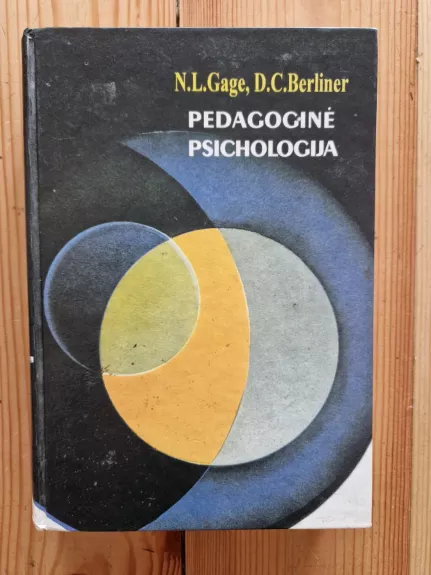 N.L.Gage, D.C.Berliner
PEDAGOGINĖ
PSICHOLOGIJA